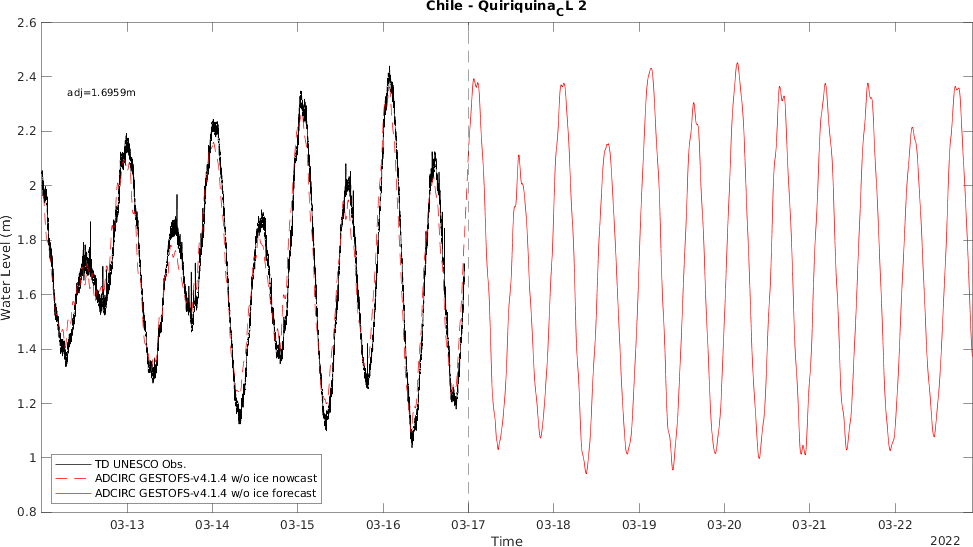 Chile - Quiriquina_CL 2
adj=1.6959m
Water Level (m)
2.6
2.4
2.2
2
1.8
1.6
1.4
1.2
1
0.8
TD UNESCO Obs.
ADCIRC GESTOFS-v4.1.4 w/o ice nowcast
ADCIRC GESTOFS-v4.1.4 w/o ice forecast
03-13 03-14 03-15 03-16 03-17 03-18 03-19 03-20 03-21 03-22
Time
2022